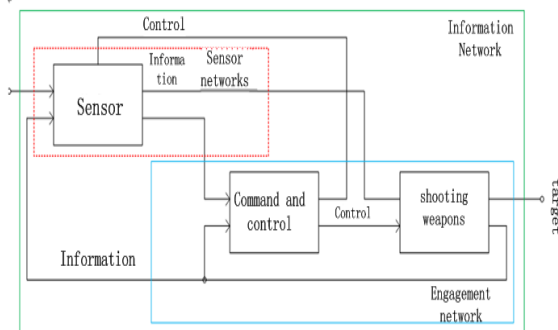 Control
Information
Network
Informa
tion
Sensor
networks
Sensor
Command and
control
Control
shooting
weapons
target
Information
Engagement
network